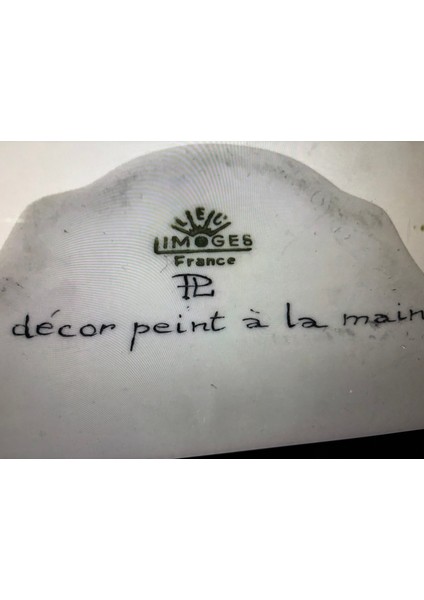 L.E.C.
LIMOGES
France
PL
décor peint à la main